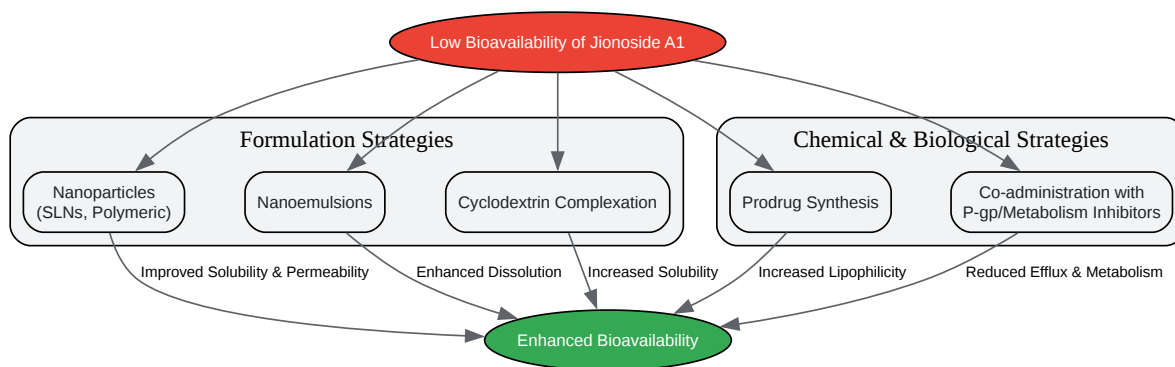 Low Bioavailability of Jionoside A1
Formulation Strategies
Chemical & Biological Strategies
Nanoparticles
(SLNs, Polymeric)
Nanoemulsions
Cyclodextrin Complexation
Prodrug Synthesis
Co-administration with
P-gp/Metabolism Inhibitors
Improved Solubility & Permeability
Enhanced Dissolution
Increased Solubility
Increased Lipophilicity
Reduced Efflux & Metabolism
Enhanced Bioavailability